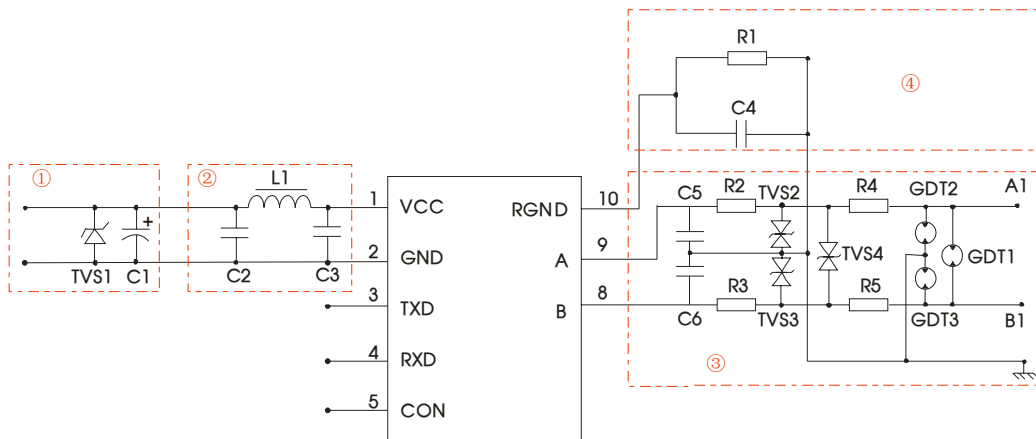 R1
④
C4
①
②
L1
1
VCC
RGND
10
③
C5
R2
TVS2
R4
GDT2
A1
TVS1
C1
C2
C3
2
GND
A
9
TVS4
GDT1
3
TXD
B
8
C6
R3
TVS3
R5
GDT3
B1
4
RXD
5
CON